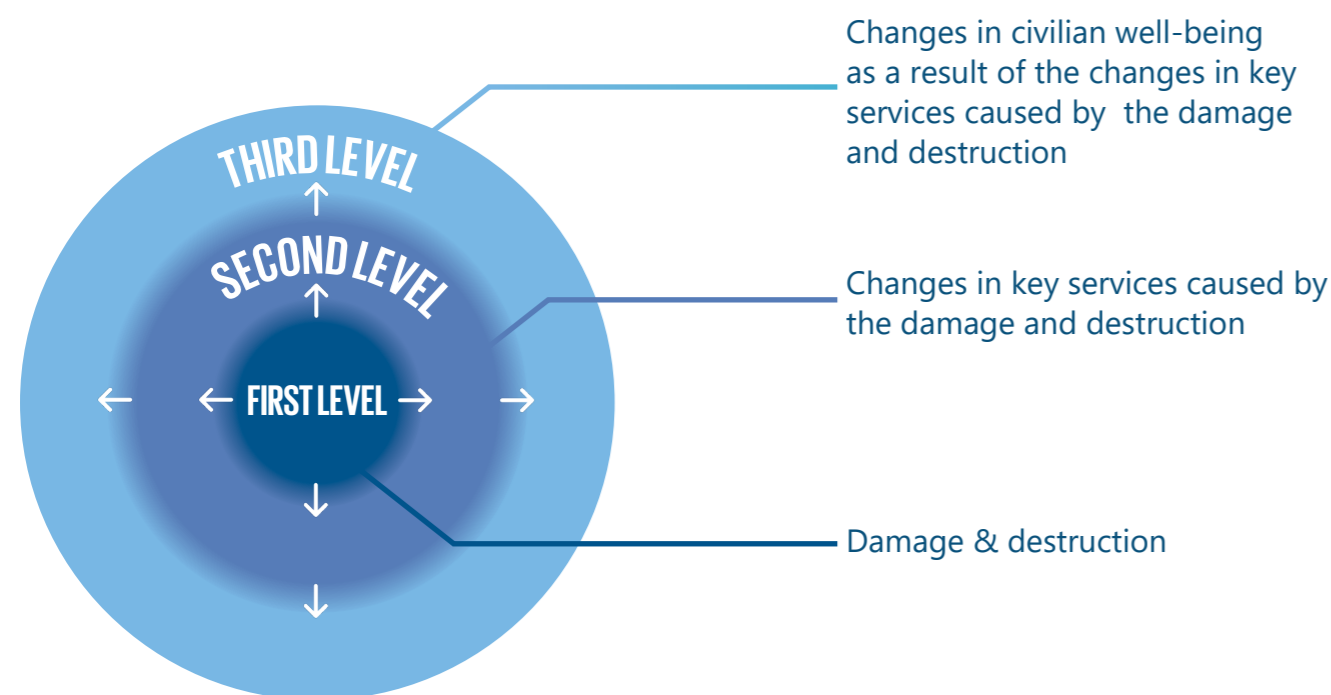 Changes in civilian well-being
as a result of the changes in key
services caused by  the damage
and destruction
THIRD LEVEL
SECOND LEVEL
Changes in key services caused by
the damage and destruction
FIRST LEVEL
Damage & destruction